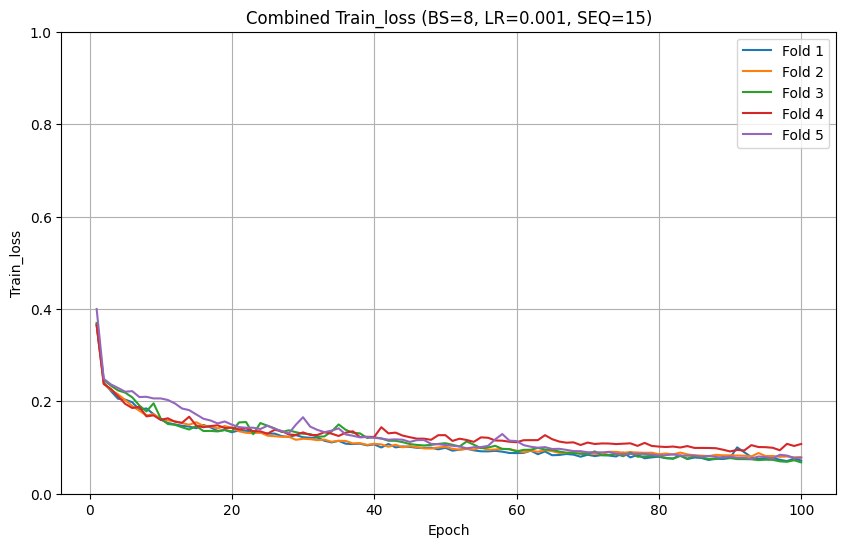 Combined Train_loss (BS=8, LR=0.001, SEQ=15)
Train_loss
1.0
0.8
0.6
0.4
0.2
0.0
0
20
40
60
80
100
Epoch
Fold 1
Fold 2
Fold 3
Fold 4
Fold 5